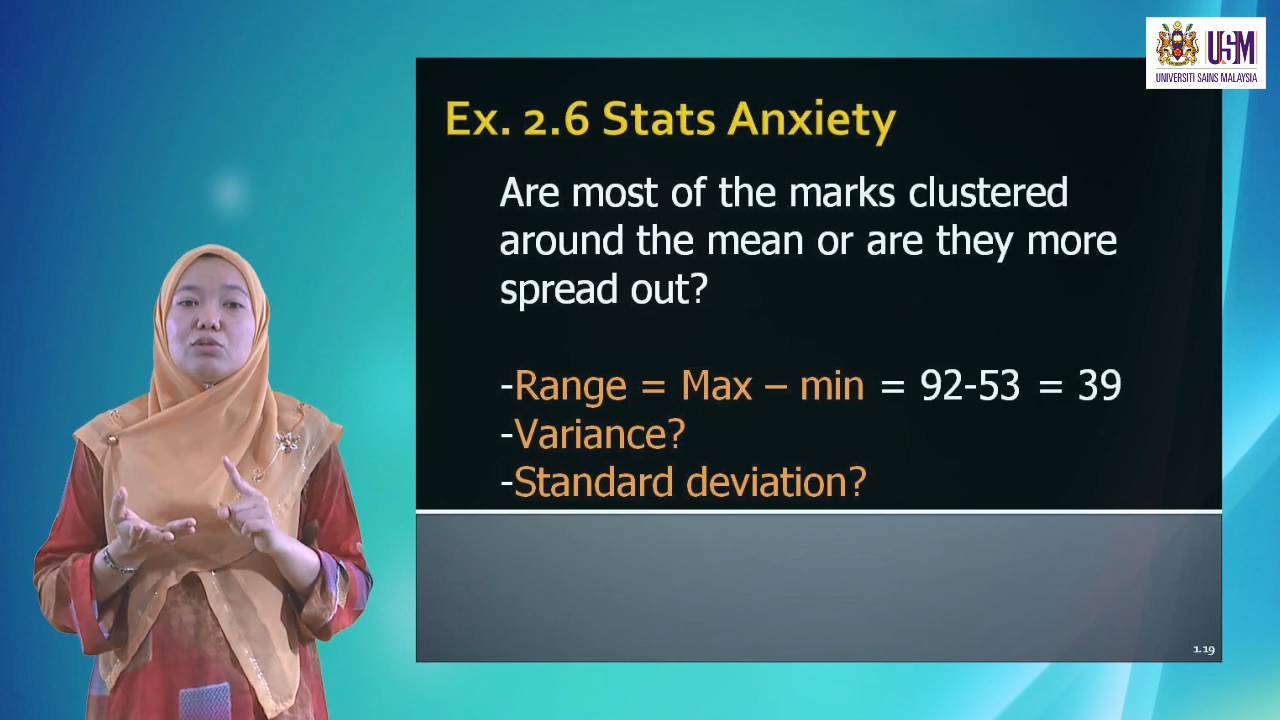 USM
UNIVERSITI SAINS MALAYSIA
Ex. 2.6 Stats Anxiety
Are most of the marks clustered
around the mean or are they more
spread out?
-Range = Max – min = 92-53 = 39
-Variance?
-Standard deviation?
1.19